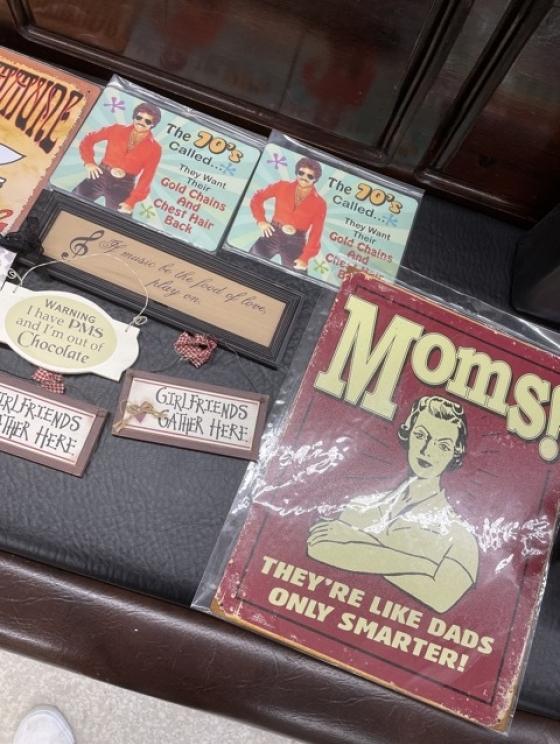 The 70's
Called...
They Want
Their
Gold Chains
And
Chest Hair
Back
The 70's
Called...
They Want
Their
Gold Chains
And
Chest Hair
B
If music be the food of love,
play on.
WARNING
I have PMS
and I'm out of
Chocolate
GIRLFRIENDS
GATHER HERE
GIRLFRIENDS
GATHER HERE
Moms!
THEY'RE LIKE DADS
ONLY SMARTER!